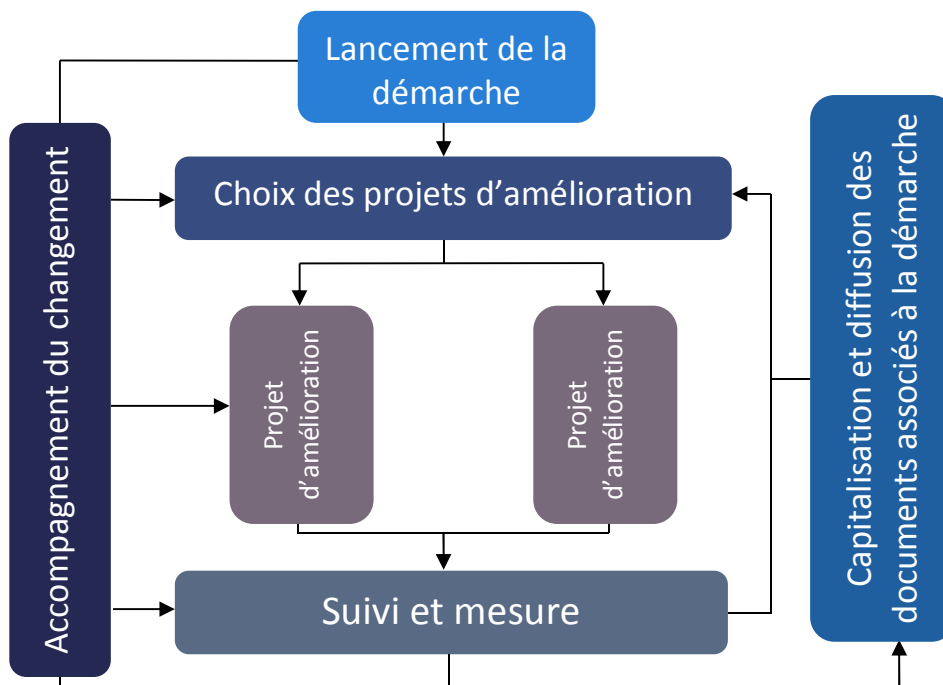 Lancement de la
démarche
Accompagnement du changement
Choix des projets d’amélioration
Projet
d’amélioration
Projet
d’amélioration
Suivi et mesure
Capitalisation et diffusion des
documents associés à la démarche